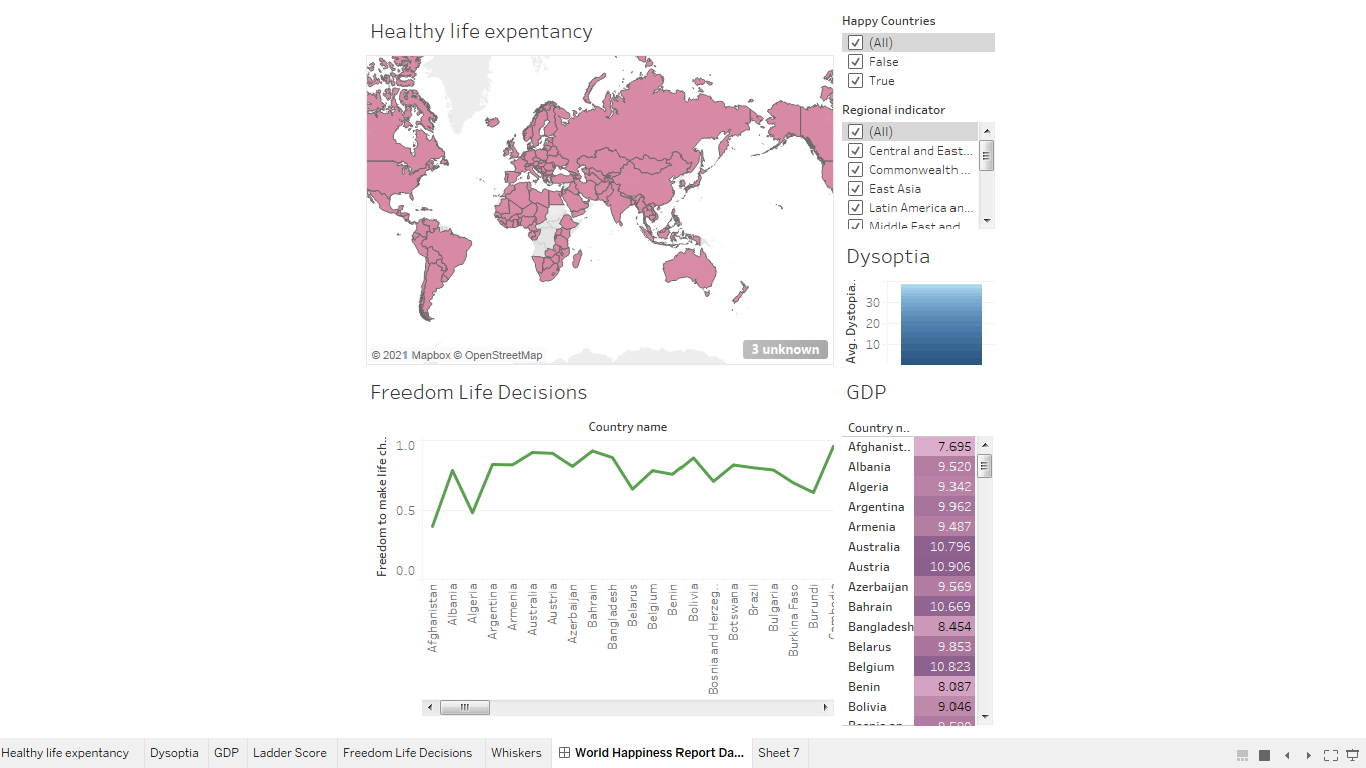 Healthy life expentancy
© 2021 Mapbox © OpenStreetMap
3 unknown
Happy Countries
(All)
False
True
Regional indicator
(All)
Central and East...
Commonwealth ...
East Asia
Latin America an...
Middle East and
Dysoptia
Avg. Dystopia..
30
20
10
Freedom Life Decisions
Country name
Freedom to make life ch..
1.0
0.5
0.0
Afghanistan
Albania
Algeria
Argentina
Armenia
Australia
Austria
Azerbaijan
Bahrain
Bangladesh
Belarus
Belgium
Benin
Bolivia
Bosnia and Herzeg..
Botswana
Brazil
Bulgaria
Burkina Faso
Burundi
Cambodia
GDP
Country n..
Afghanist.. 7.695
Albania 9.520
Algeria 9.342
Argentina 9.962
Armenia 9.487
Australia 10.796
Austria 10.906
Azerbaijan 9.569
Bahrain 10.669
Bangladesh 8.454
Belarus 9.853
Belgium 10.823
Benin 8.087
Bolivia 9.046
Healthy life expentancy Dysoptia GDP Ladder Score Freedom Life Decisions Whiskers World Happiness Report Da... Sheet 7